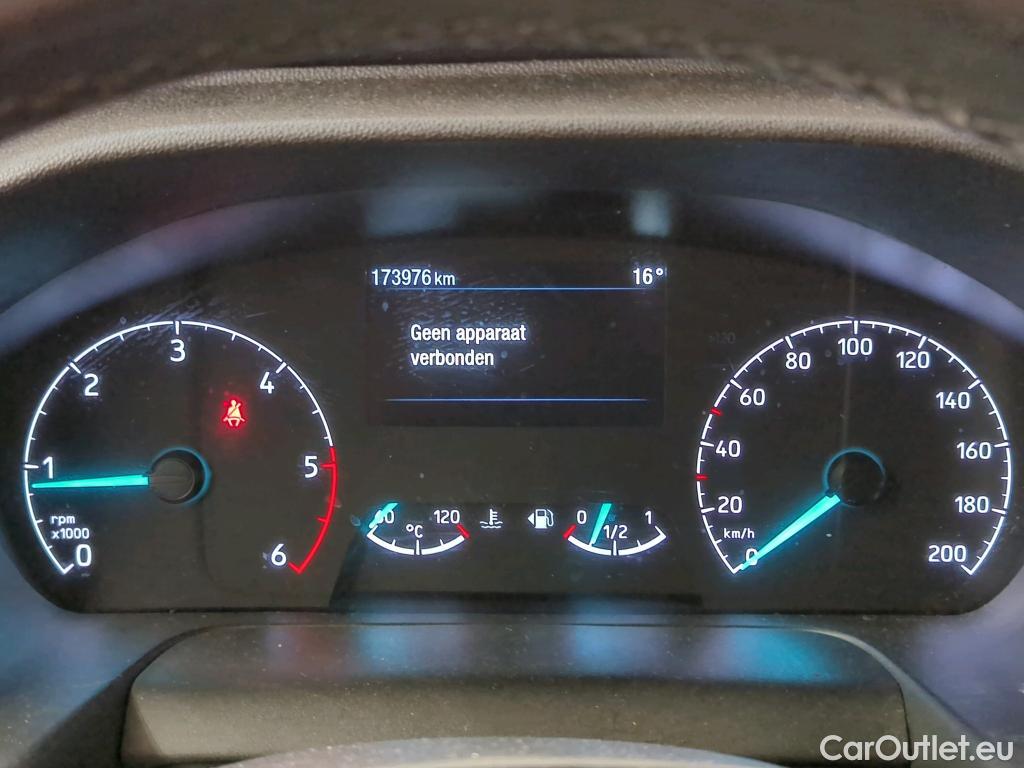 173976 km 16°
Geen apparaat
verbonden
0 1 2 3 4 5 6
rpm
x1000
60 120
°C
0 1/2 1
0 20 40 60 80 100 120 140 160 180 200
km/h
CarOutlet.eu